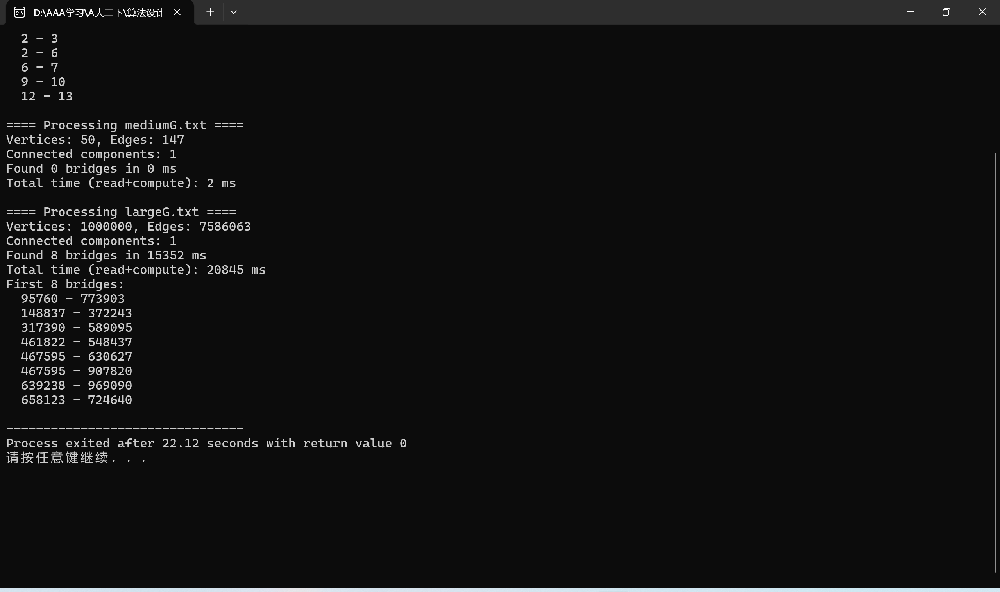 D:\AAA学习\A大二下\算法设计
2 - 3
2 - 6
6 - 7
9 - 10
12 - 13
==== Processing mediumG.txt ====
Vertices: 50, Edges: 147
Connected components: 1
Found 0 bridges in 0 ms
Total time (read+compute): 2 ms
==== Processing largeG.txt ====
Vertices: 1000000, Edges: 7586063
Connected components: 1
Found 8 bridges in 15352 ms
Total time (read+compute): 20845 ms
First 8 bridges:
95760 - 773903
148837 - 372243
317390 - 589095
461822 - 548437
467595 - 630627
467595 - 907820
639238 - 969090
658123 - 724640
--------------------------------
Process exited after 22.12 seconds with return value 0
请按任意键继续. . .